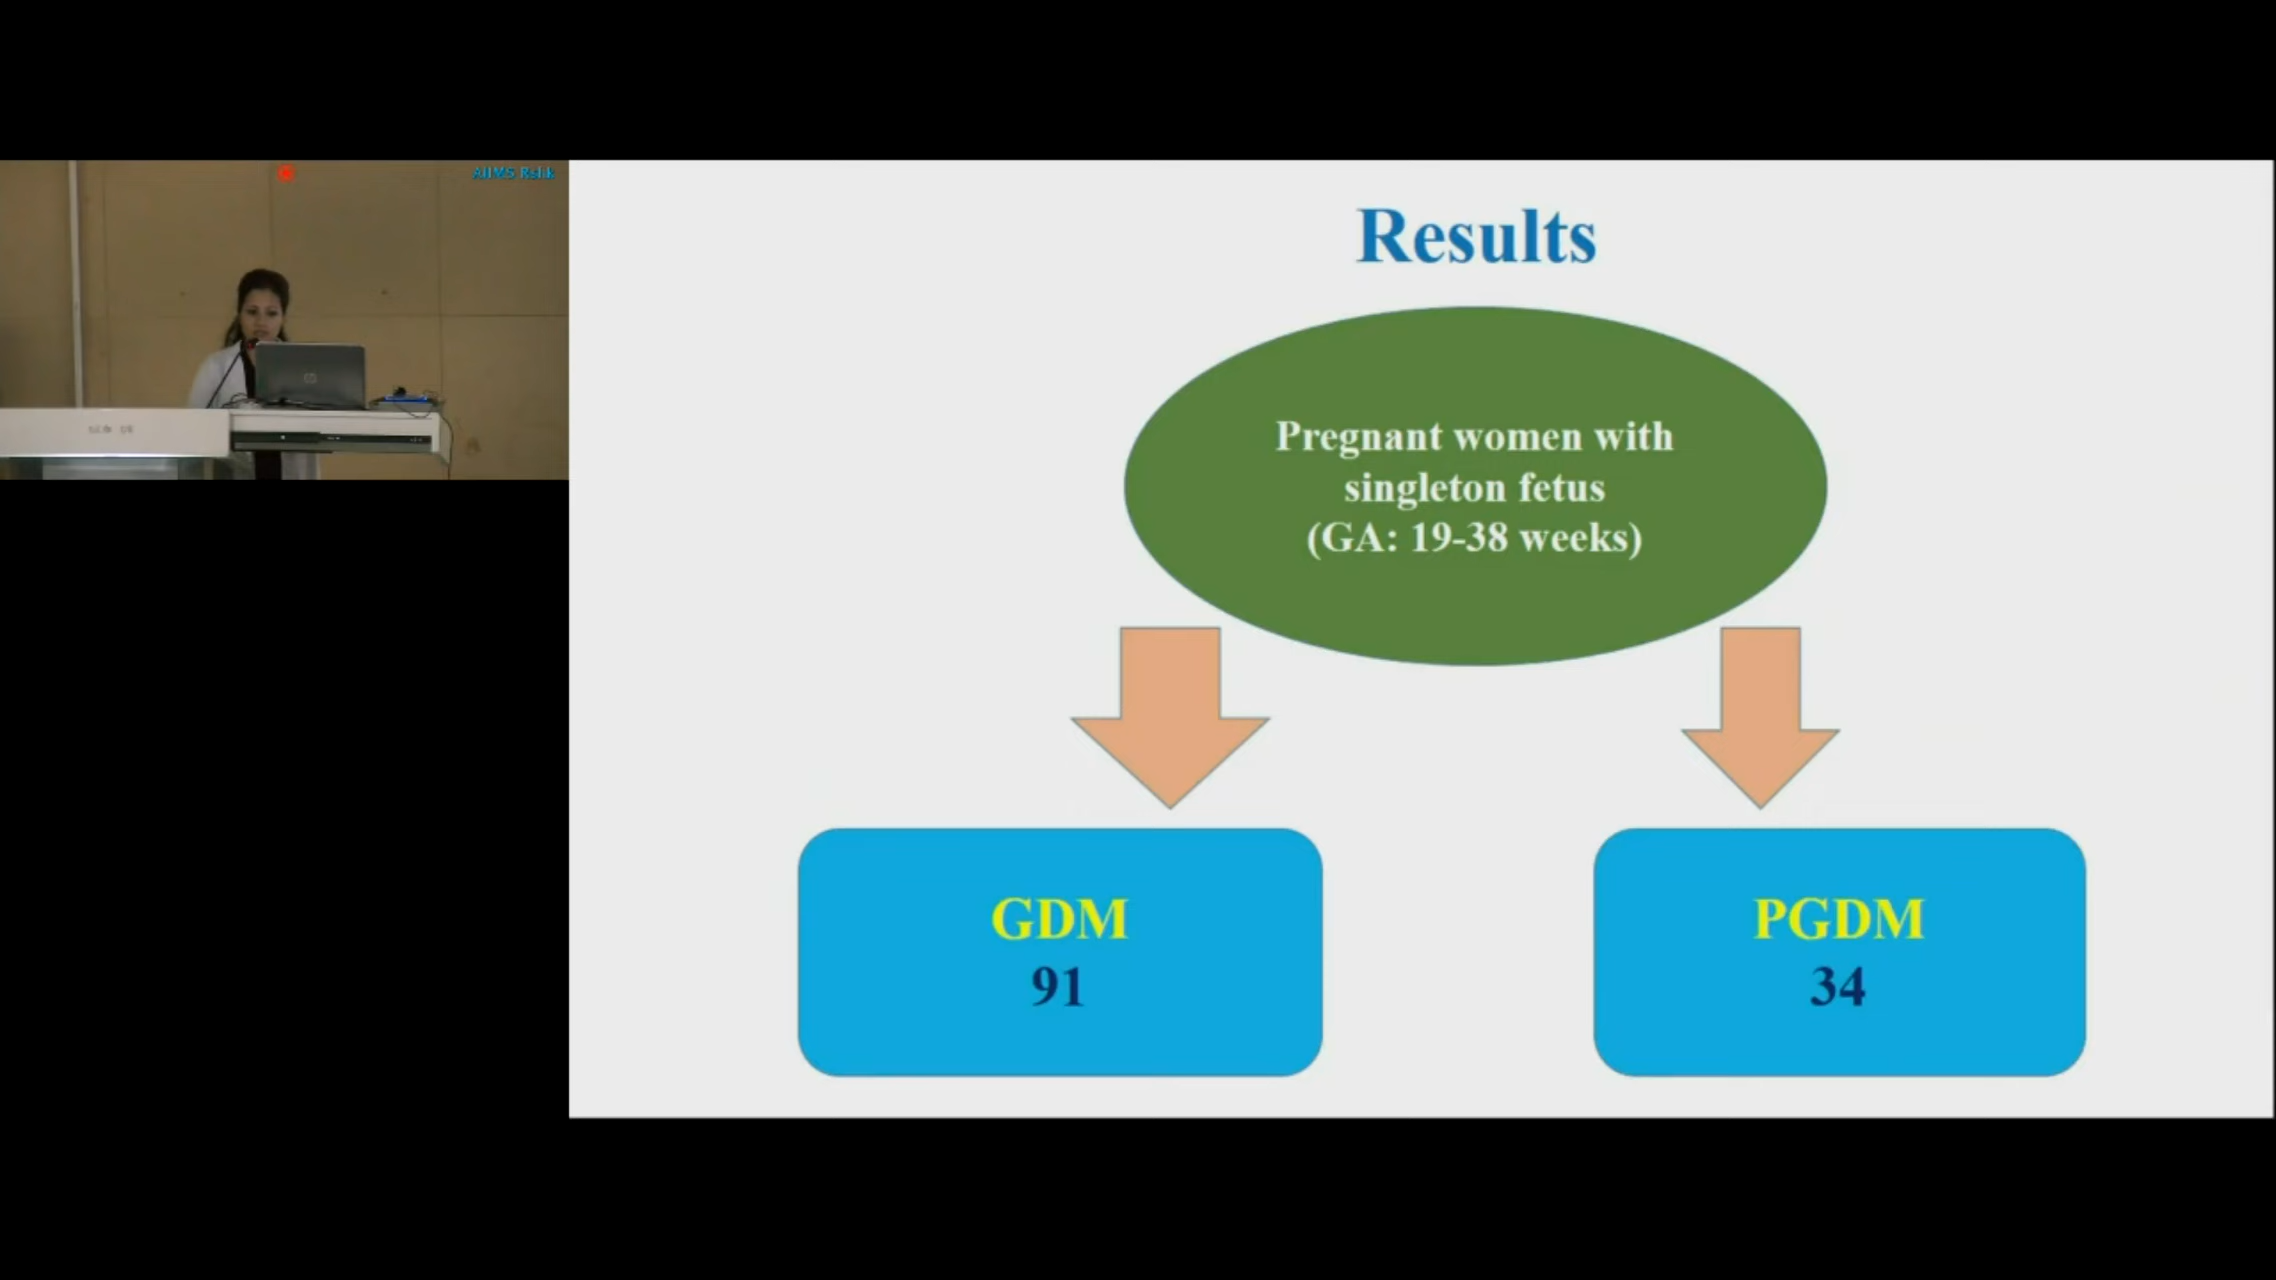 Results
Pregnant women with
singleton fetus
(GA: 19-38 weeks)
GDM
91
PGDM
34